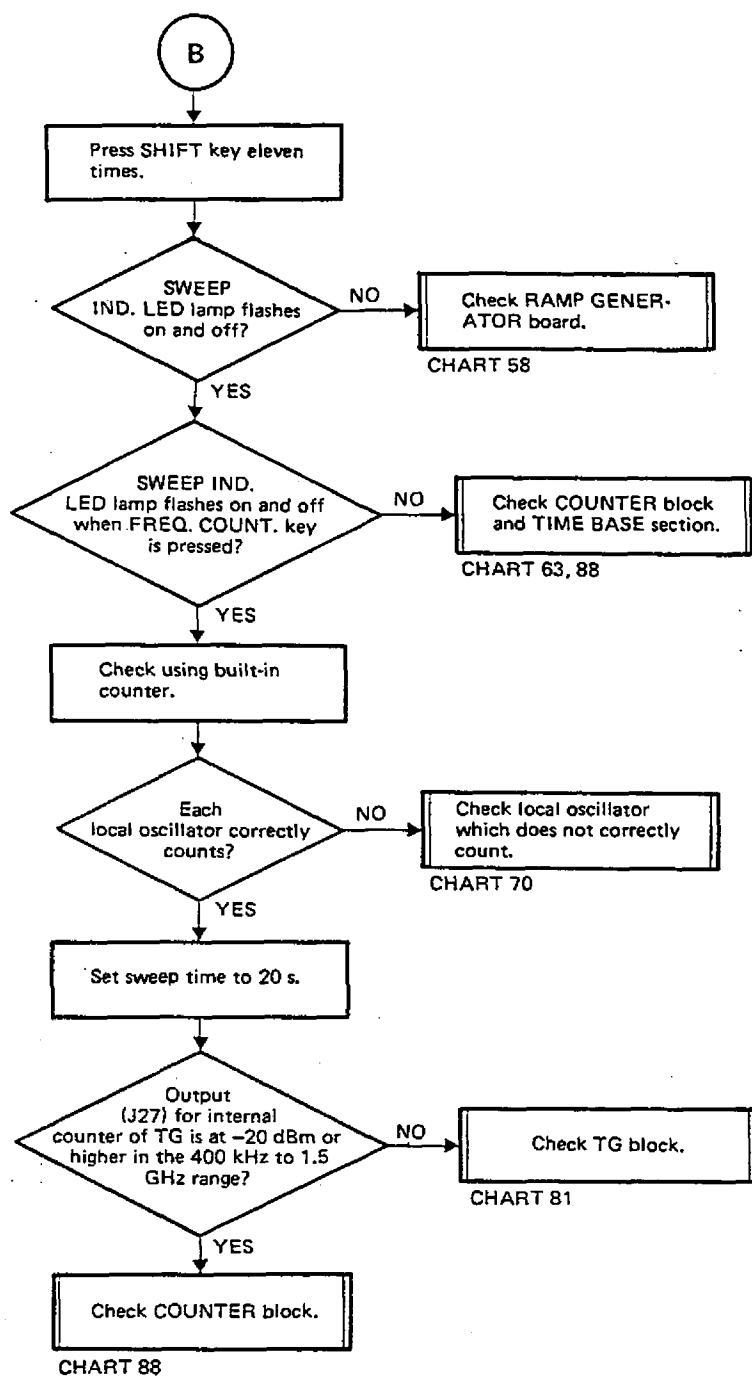 B
Press SHIFT key eleven
times.
SWEEP
IND. LED lamp flashes
on and off?
NO
Check RAMP GENER-
ATOR board.
CHART 58
YES
SWEEP IND.
LED lamp flashes on and off
when FREQ. COUNT. key
is pressed?
NO
Check COUNTER block
and TIME BASE section.
CHART 63, 88
YES
Check using built-in
counter.
Each
local oscillator correctly
counts?
NO
Check local oscillator
which does not correctly
count.
CHART 70
YES
Set sweep time to 20 s.
Output
(J27) for internal
counter of TG is at –20 dBm or
higher in the 400 kHz to 1.5
GHz range?
NO
Check TG block.
CHART 81
YES
Check COUNTER block.
CHART 88